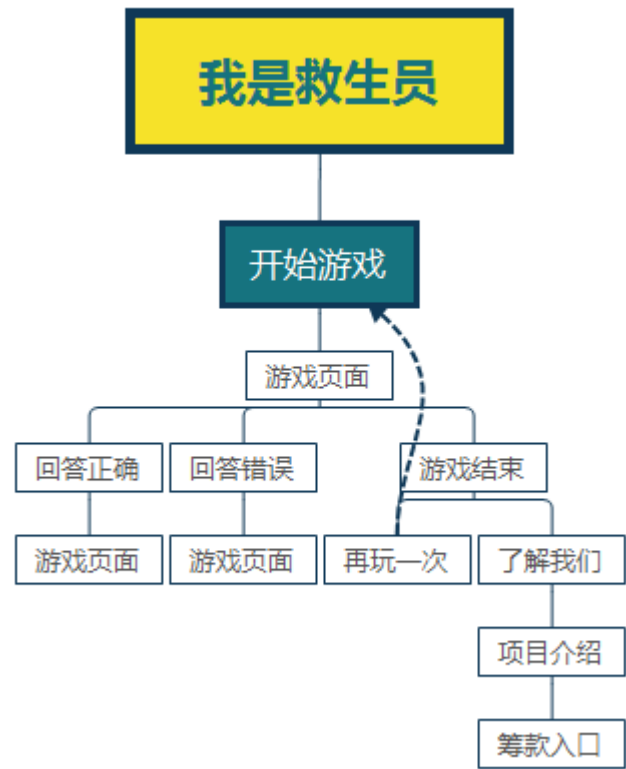 我是救生员
开始游戏
游戏页面
回答正确
回答错误
游戏结束
游戏页面
游戏页面
再玩一次
了解我们
项目介绍
筹款入口